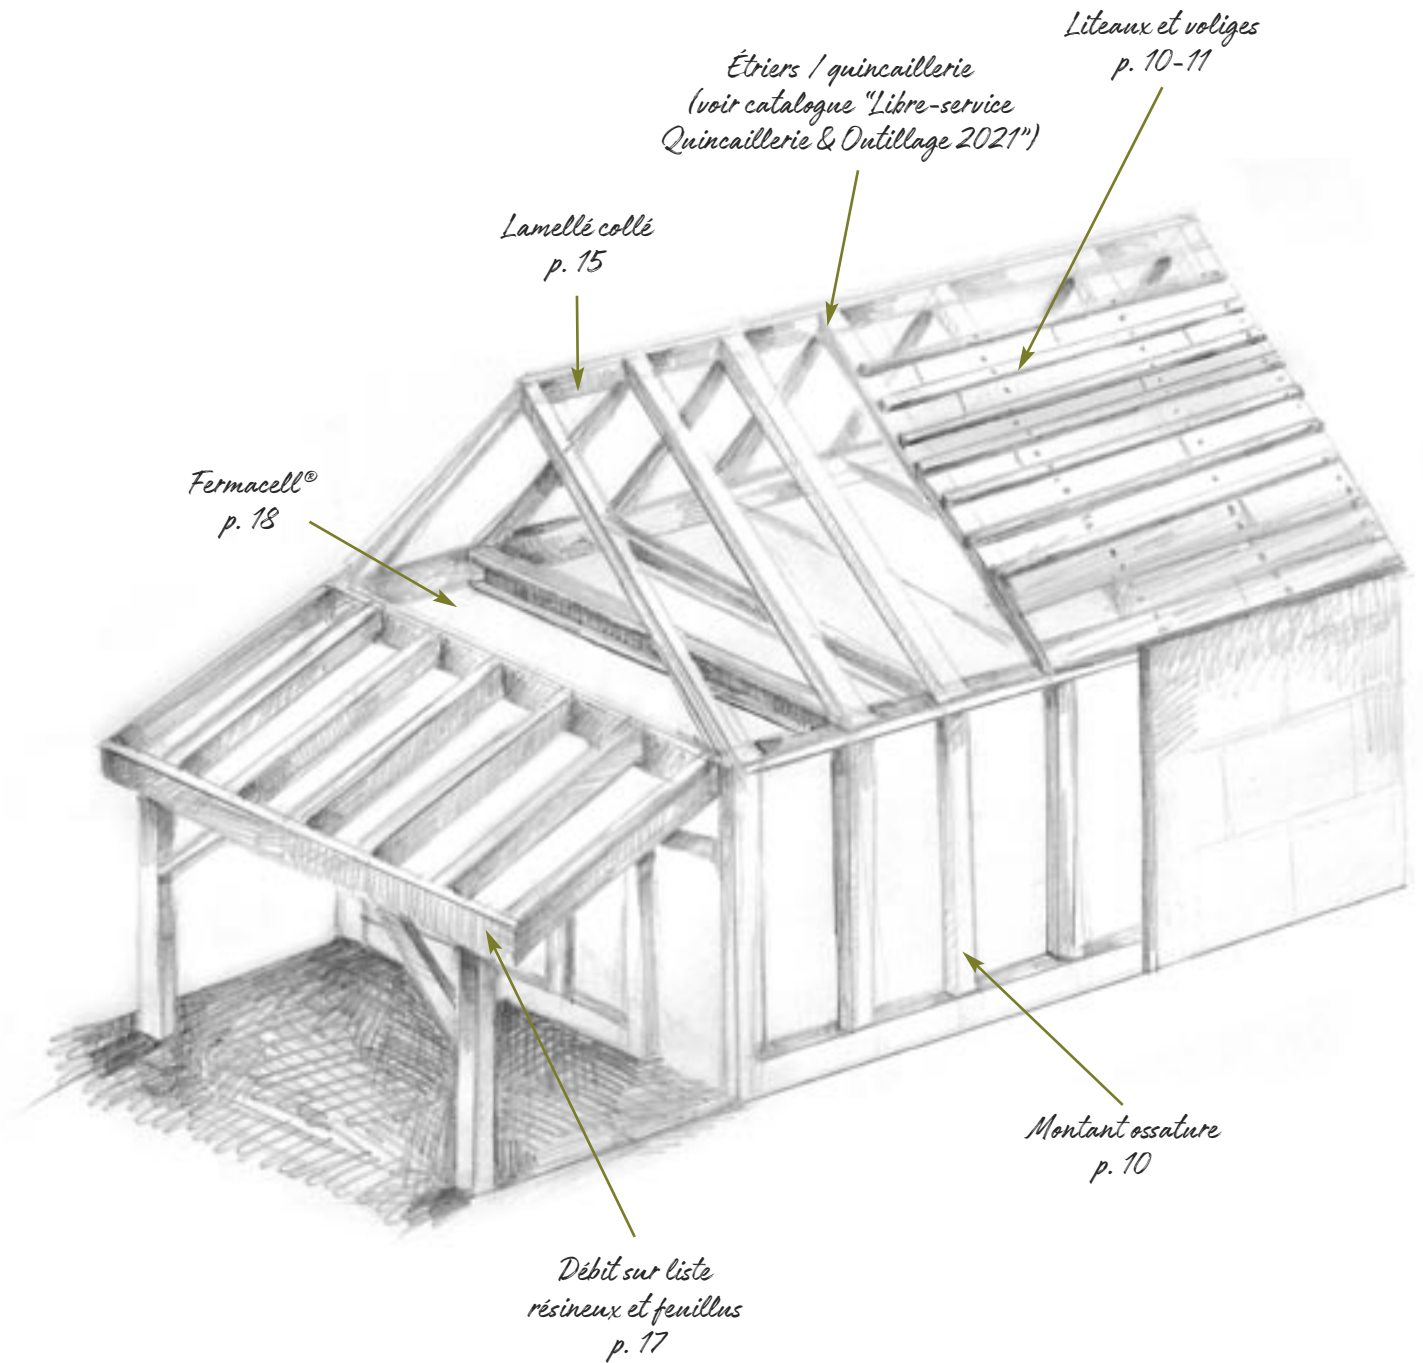 Liteaux et voliges
p. 10-11
Étriers / quincaillerie
(voir catalogue "Libre-service
Quincaillerie & Outillage 2021")
Lamellé collé
p. 15
Fermacell®
p. 18
Montant ossature
p. 10
Débit sur liste
résineux et feuillus
p. 17